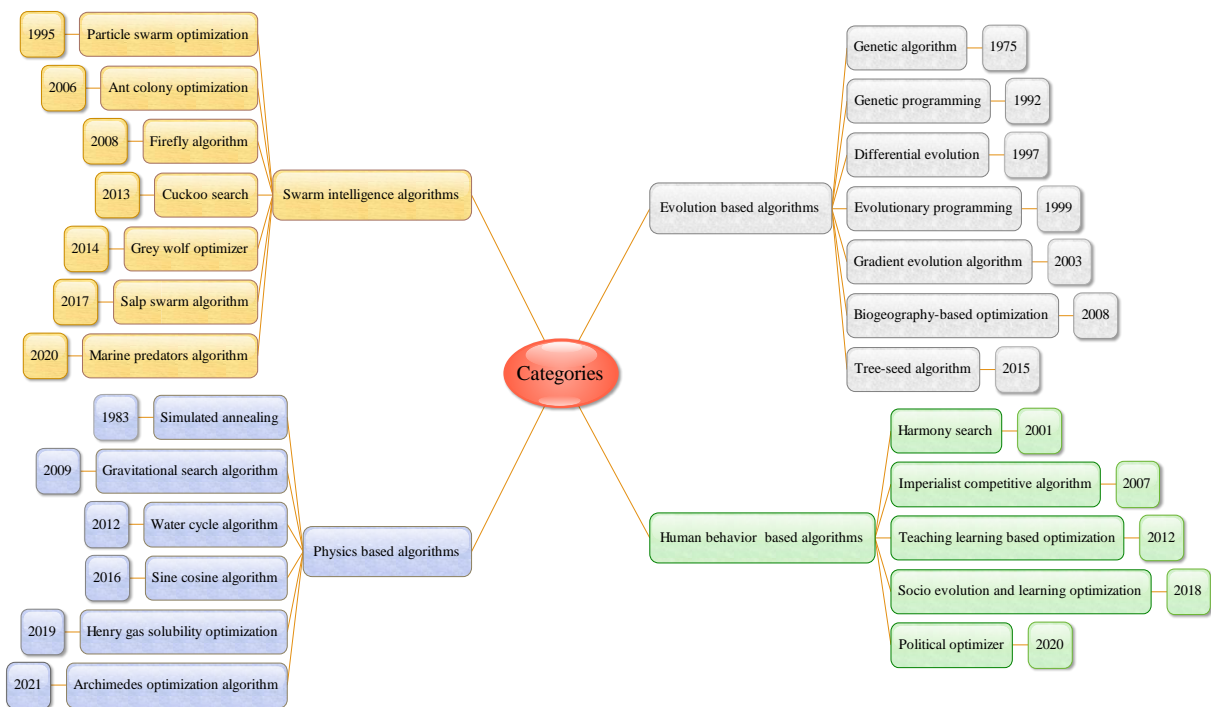 1995 Particle swarm optimization
2006 Ant colony optimization
2008 Firefly algorithm
2013 Cuckoo search
2014 Grey wolf optimizer
2017 Salp swarm algorithm
2020 Marine predators algorithm
Swarm intelligence algorithms
Genetic algorithm 1975
Genetic programming 1992
Differential evolution 1997
Evolutionary programming 1999
Gradient evolution algorithm 2003
Biogeography-based optimization 2008
Tree-seed algorithm 2015
Evolution based algorithms
Categories
1983 Simulated annealing
2009 Gravitational search algorithm
2012 Water cycle algorithm
2016 Sine cosine algorithm
2019 Henry gas solubility optimization
2021 Archimedes optimization algorithm
Physics based algorithms
Harmony search 2001
Imperialist competitive algorithm 2007
Teaching learning based optimization 2012
Socio evolution and learning optimization 2018
Political optimizer 2020
Human behavior based algorithms